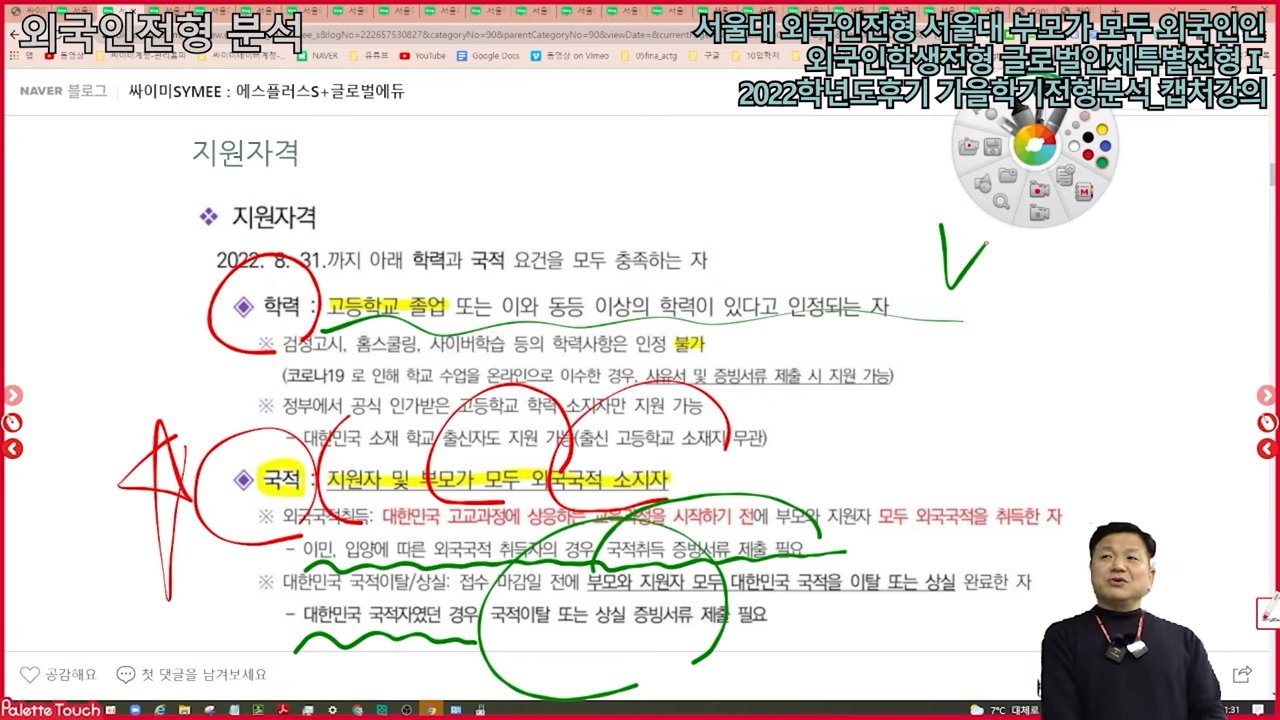 외국인전형 분석
서울대 외국인전형 서울대 부모가 모두 외국인인
외국인학생전형 글로벌인재특별전형 I
2022학년도후기 가을학기전형분석_캡처강의
s&logNo=222657530827&categoryNo=90&parentCategoryNo=90&viewDate=&current
NAVER
유튜브
YouTube
Google Docs
동영상 on Vimeo
05fina_actg
구글
10입학처
NAVER 블로그
싸이미SYMEE : 에스플러스S+글로벌에듀
지원자격
지원자격
2022. 8. 31.까지 아래 학력과 국적 요건을 모두 충족하는 자
학력 : 고등학교 졸업 또는 이와 동등 이상의 학력이 있다고 인정되는 자
※ 검정고시, 홈스쿨링, 사이버학습 등의 학력사항은 인정 불가
(코로나19 로 인해 학교 수업을 온라인으로 이수한 경우, 사유서 및 증빙서류 제출 시 지원 가능)
※ 정부에서 공식 인가받은 고등학교 학력 소지자만 지원 가능
- 대한민국 소재 학교 출신자도 지원 가능(출신 고등학교 소재지 무관)
국적 : 지원자 및 부모가 모두 외국국적 소지자
※ 외국국적취득: 대한민국 고교과정에 상응하는 교육과정을 시작하기 전에 부모와 지원자 모두 외국국적을 취득한 자
- 이민, 입양에 따른 외국국적 취득자의 경우, 국적취득 증빙서류 제출 필요
※ 대한민국 국적이탈/상실: 접수 마감일 전에 부모와 지원자 모두 대한민국 국적을 이탈 또는 상실 완료한 자
- 대한민국 국적자였던 경우, 국적이탈 또는 상실 증빙서류 제출 필요
공감해요
첫 댓글을 남겨보세요
Palette Touch
7°C 대체로
1:31